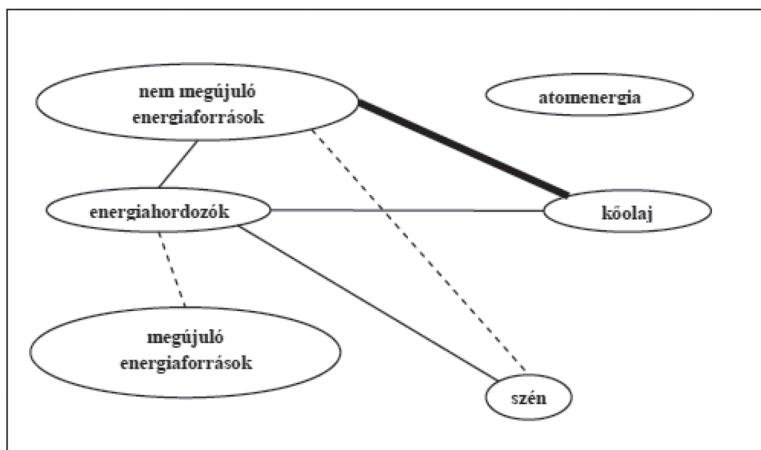 nem megújuló
energiaforrások
atomenergia
energiahordozók
kőolaj
megújuló
energiaforrások
szén